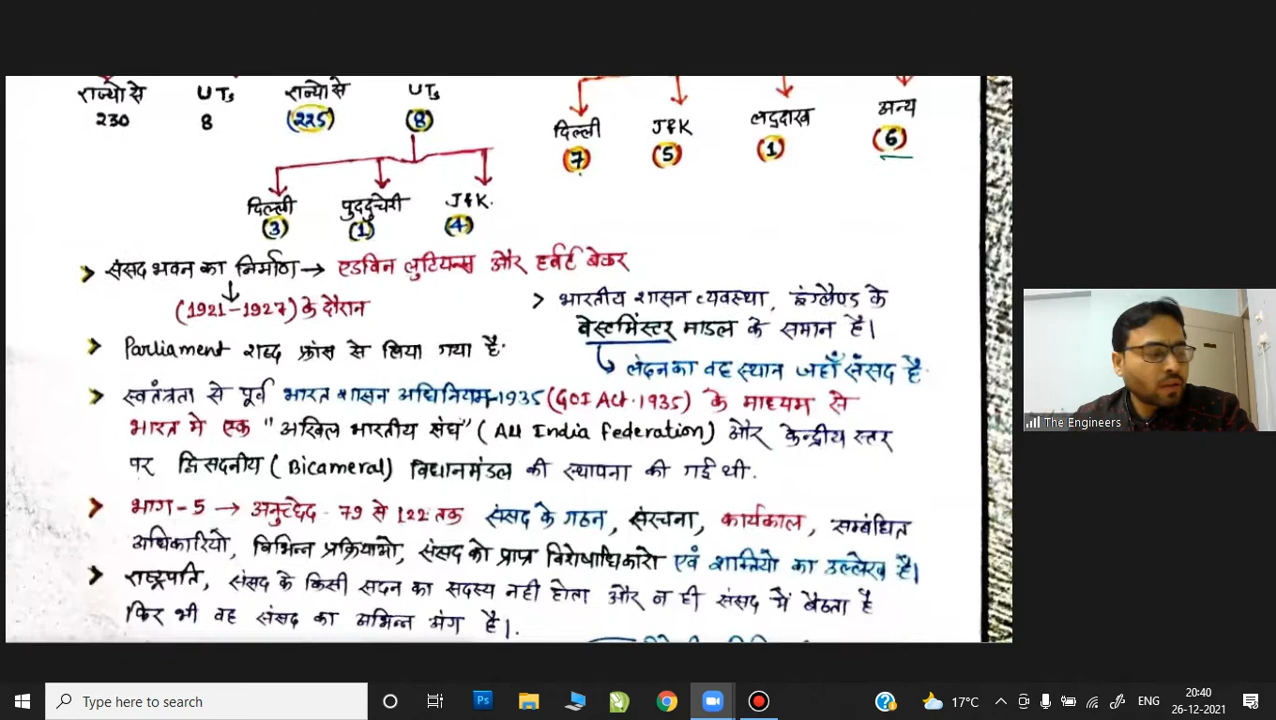 राज्यो से UTs राज्यो से UTs
230 8 (225) (8)
दिल्ली J&K लद्दाख अन्य
(7) (5) (1) (6)
दिल्ली पुददुचेरी J&K.
(3) (1) (4)
संसद भवन का निर्माण → एडविन लुटियन्स और हर्बर्ट बेकर
(1921-1927) के दौरान
> भारतीय शासन व्यवस्था, इंग्लैण्ड के
वेस्टमिंस्टर माडल के समान है।
लंदन का वह स्थान जहाँ संसद है
Parliament शब्द फ्रांस से लिया गया है.
स्वतंत्रता से पूर्व भारत शासन अधिनियम-1935 (GOI Act. 1935) के माध्यम से
भारत मे एक "अखिल भारतीय संघ" (All India Federation) और केन्द्रीय स्तर
पर द्विसदनीय (Bicameral) विधानमंडल की स्थापना की गई थी.
भाग-5 → अनुच्छेद- 79 से 122 तक संसद के गठन, संरचना, कार्यकाल, सम्बंधित
अधिकारियो, विभिन्न प्रक्रियाओ, संसद को प्राप्त विशेषाधिकारो एवं शक्तियो का उल्लेख है।
राष्ट्रपति, संसद के किसी सदन का सदस्य नही होता और न ही संसद में बैठता है
फिर भी वह संसद का अभिन्न अंग है।
The Engineers
Type here to search
17°C ENG 20:40
26-12-2021